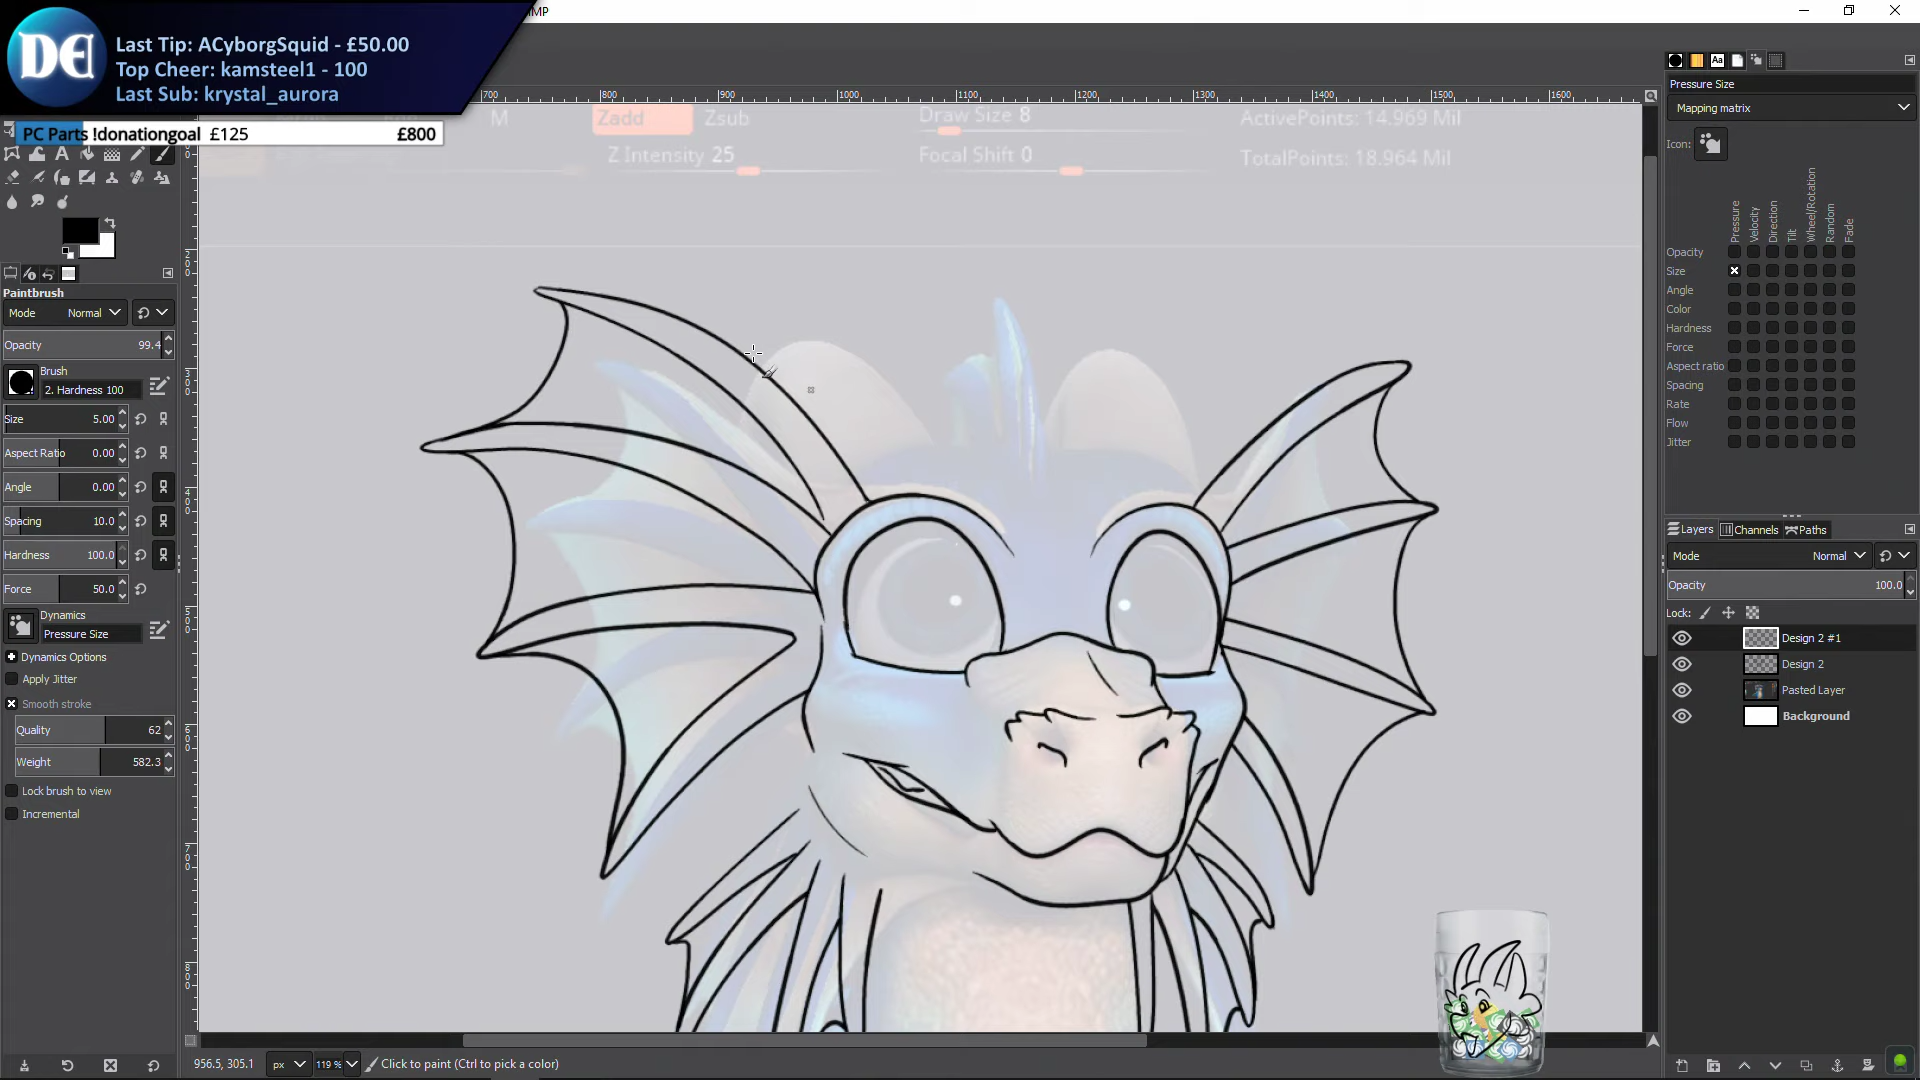 MP
DE
Last Tip: ACyborgSquid - £50.00
Top Cheer: kamsteel1 - 100
Last Sub: krystal_aurora
PC Parts !donationgoal £125 £800
700 800 900 1000 1100 1200 1300 1400 1500 1600
M
Zadd
Zsub
Draw Size 8
ActivePoints: 14.969 Mil
Z Intensity 25
Focal Shift 0
TotalPoints: 18.964 Mil
Paintbrush
Mode Normal
Opacity 99.4
Brush
2. Hardness 100
Size 5.00
Aspect Ratio 0.00
Angle 0.00
Spacing 10.0
Hardness 100.0
Force 50.0
Dynamics
Pressure Size
Dynamics Options
Apply Jitter
Smooth stroke
Quality 62
Weight 582.3
Lock brush to view
Incremental
956.5, 305.1 px 119 % Click to paint (Ctrl to pick a color)
Aa
Pressure Size
Mapping matrix
Icon:
Pressure Velocity Direction Tilt Wheel/Rotation Random Fade
Opacity
Size
Angle
Color
Hardness
Force
Aspect ratio
Spacing
Rate
Flow
Jitter
Layers Channels Paths
Mode Normal
Opacity 100.0
Lock:
Design 2 #1
Design 2
Pasted Layer
Background